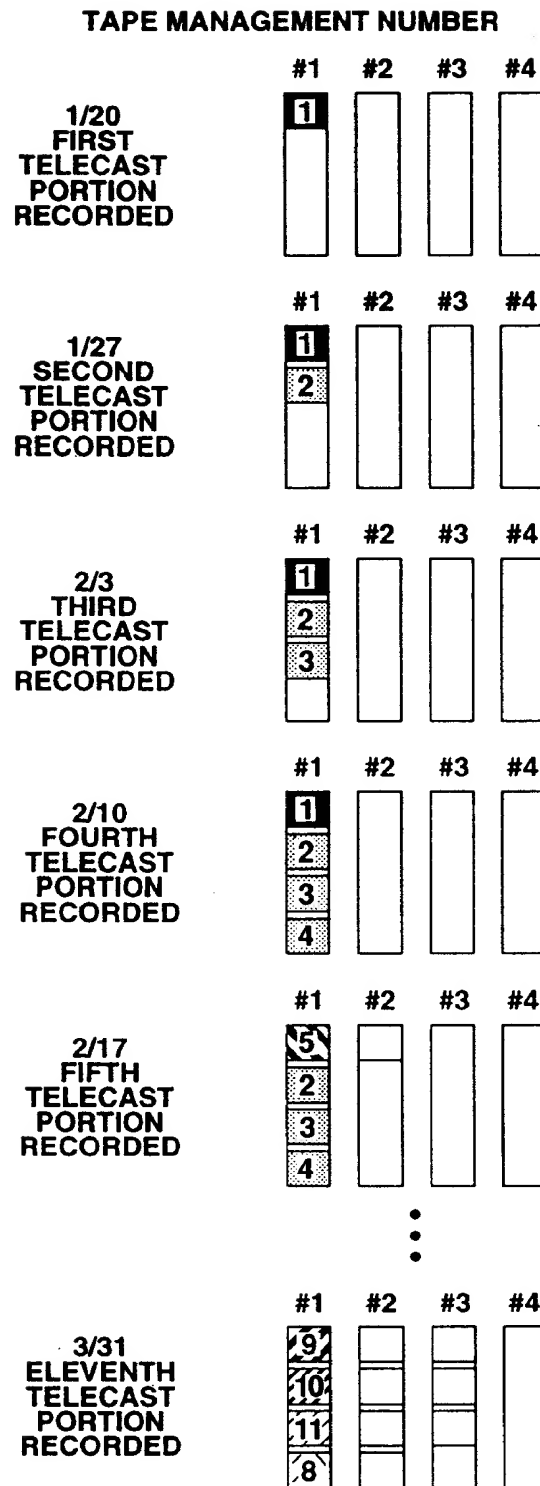 TAPE MANAGEMENT NUMBER
#1 #2 #3 #4
1/20
FIRST
TELECAST
PORTION
RECORDED
1
#1 #2 #3 #4
1/27
SECOND
TELECAST
PORTION
RECORDED
1
2
#1 #2 #3 #4
2/3
THIRD
TELECAST
PORTION
RECORDED
1
2
3
#1 #2 #3 #4
2/10
FOURTH
TELECAST
PORTION
RECORDED
1
2
3
4
#1 #2 #3 #4
2/17
FIFTH
TELECAST
PORTION
RECORDED
5
2
3
4
#1 #2 #3 #4
3/31
ELEVENTH
TELECAST
PORTION
RECORDED
9
10
11
8